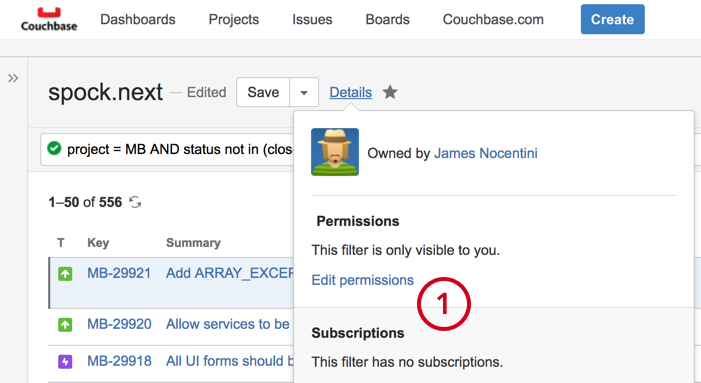 Couchbase
Dashboards Projects Issues Boards Couchbase.com Create
spock.next — Edited Save Details
project = MB AND status not in (clos
Owned by James Nocentini
1–50 of 556
Permissions
This filter is only visible to you.
T Key Summary
MB-29921 Add ARRAY_EXCEP
Edit permissions
1
MB-29920 Allow services to be
Subscriptions
MB-29918 All UI forms should b
This filter has no subscriptions.